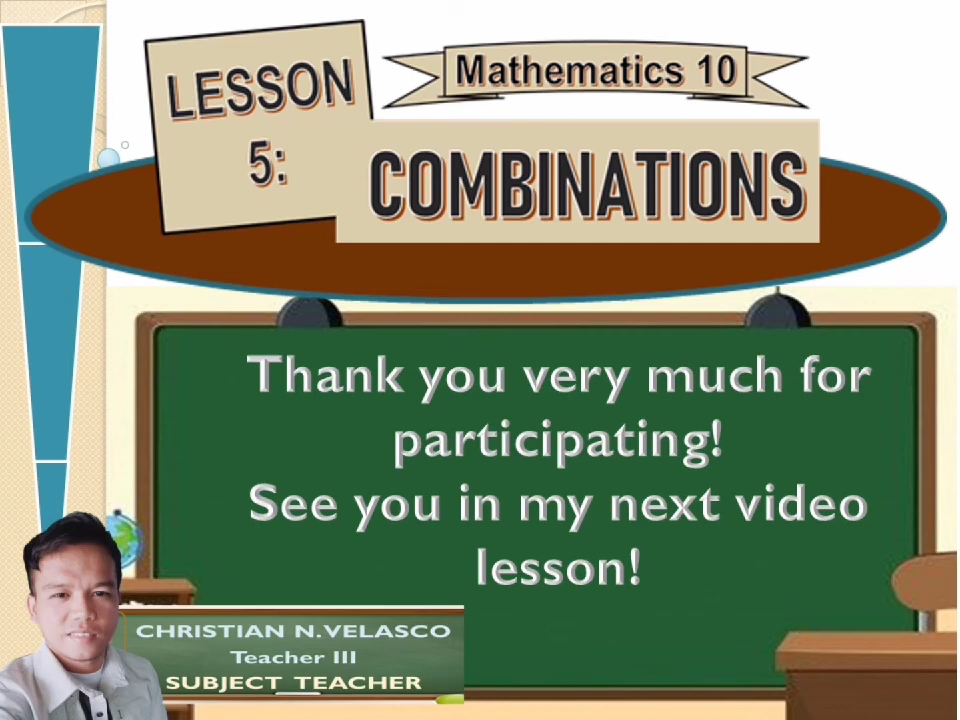 LESSON
5:
Mathematics 10
COMBINATIONS
Thank you very much for
participating!
See you in my next video
lesson!
CHRISTIAN N.VELASCO
Teacher III
SUBJECT TEACHER